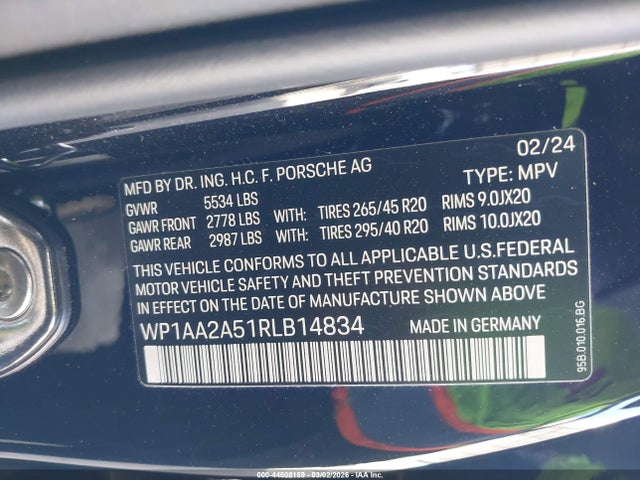 02/24
MFD BY DR. ING. H.C. F. PORSCHE AG TYPE: MPV
GVWR 5534 LBS
GAWR FRONT 2778 LBS WITH: TIRES 265/45 R20 RIMS 9.0JX20
GAWR REAR 2987 LBS WITH: TIRES 295/40 R20 RIMS 10.0JX20
THIS VEHICLE CONFORMS TO ALL APPLICABLE U.S.FEDERAL
MOTOR VEHICLE SAFETY AND THEFT PREVENTION STANDARDS
IN EFFECT ON THE DATE OF MANUFACTURE SHOWN ABOVE
WP1AA2A51RLB14834 MADE IN GERMANY
95B.010.016.BG
000-44508159 - 03/02/2026 - IAA Inc.